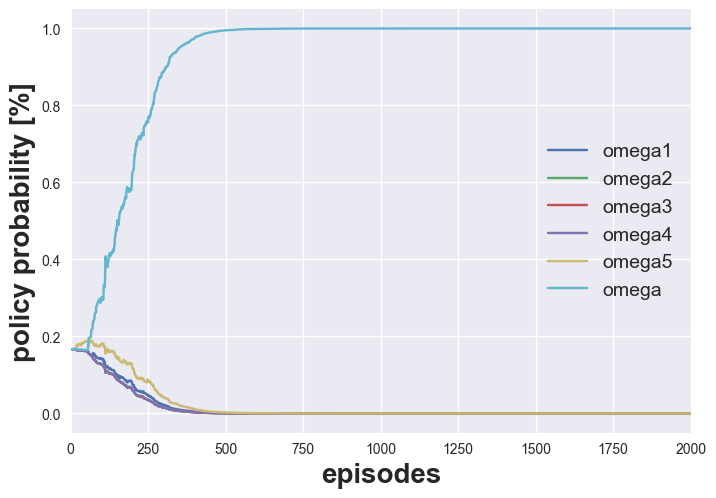 1.0
0.8
0.6
0.4
0.2
0.0
policy probability [%]
omega1
omega2
omega3
omega4
omega5
omega
0 250 500 750 1000 1250 1500 1750 2000
episodes